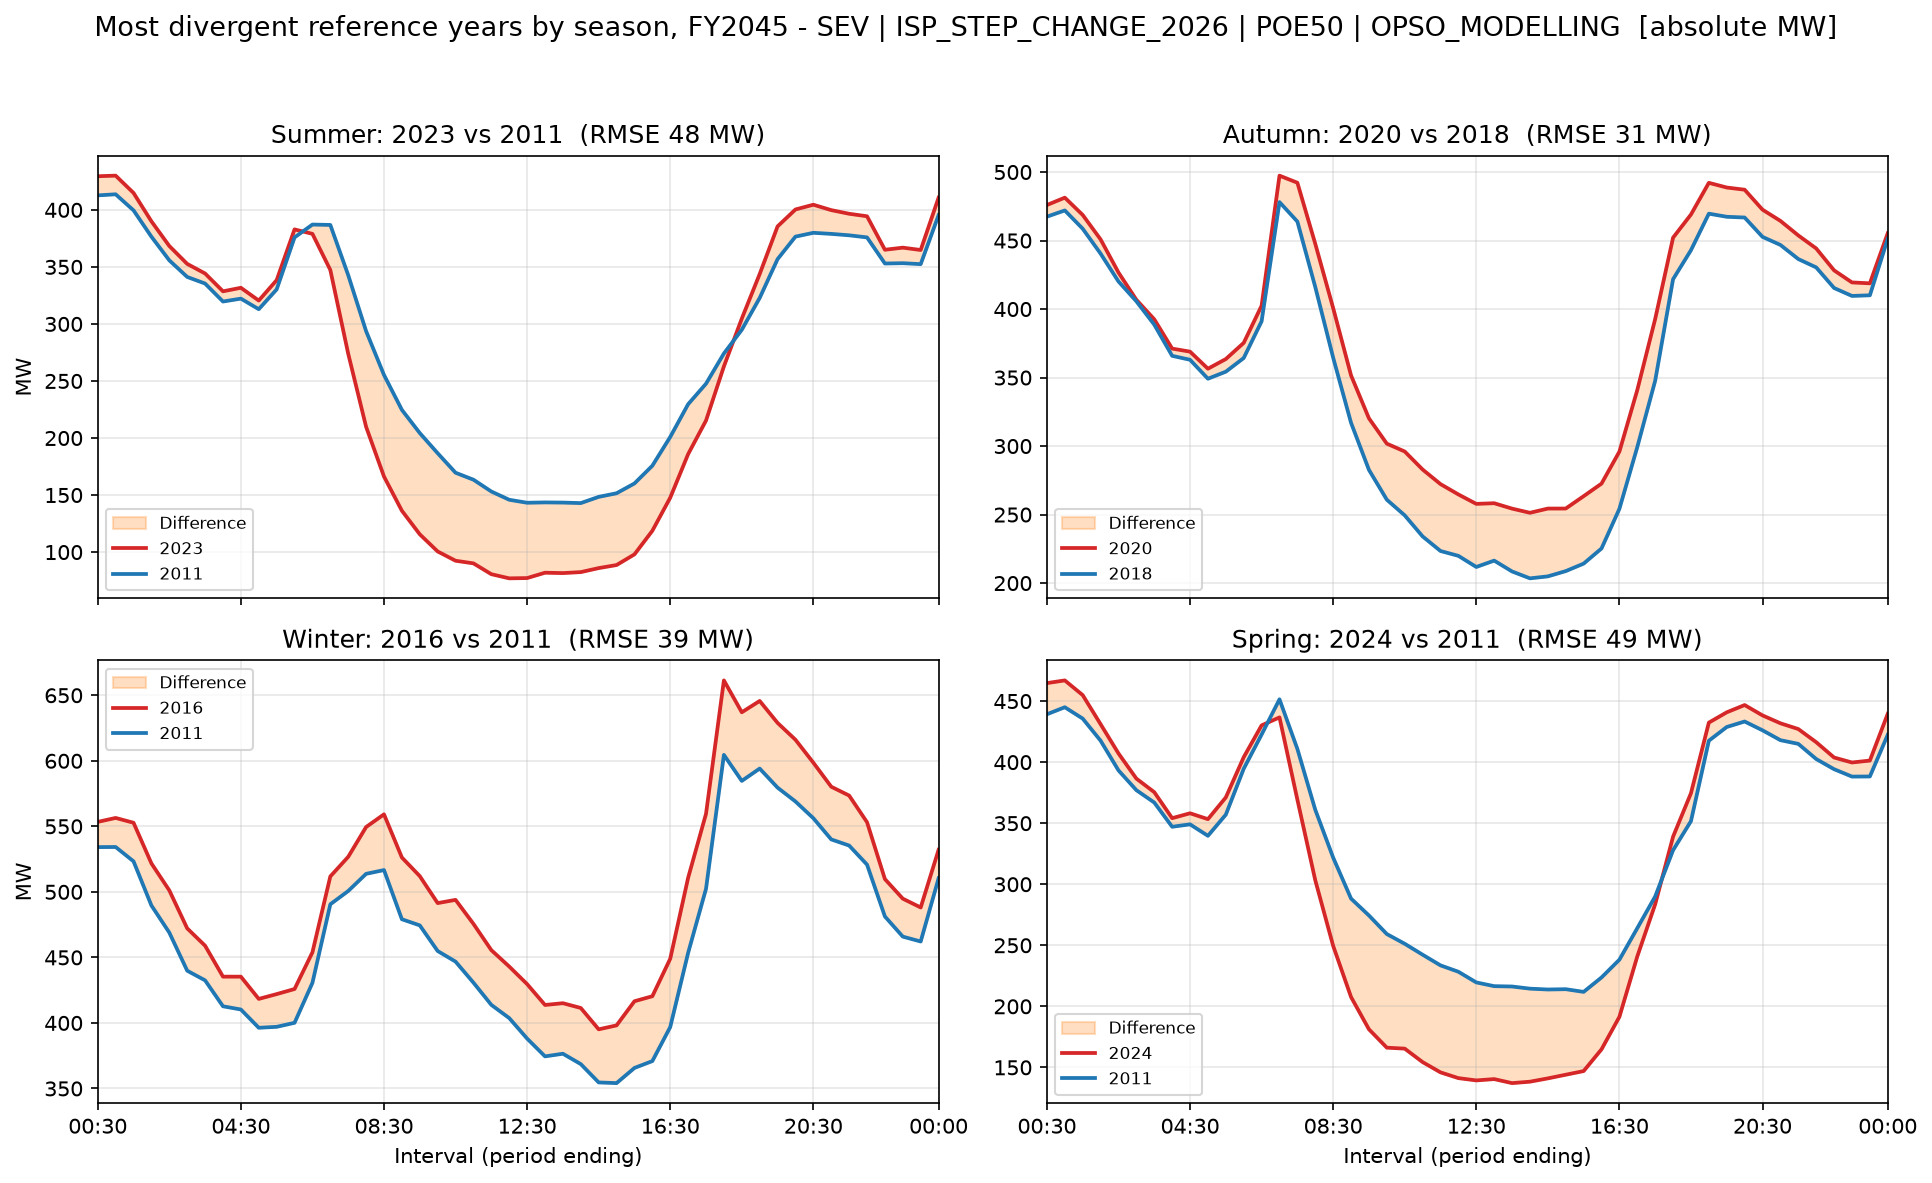 Most divergent reference years by season, FY2045 - SEV | ISP_STEP_CHANGE_2026 | POE50 | OPSO_MODELLING  [absolute MW]
Summer: 2023 vs 2011  (RMSE 48 MW)
MW
400
350
300
250
200
150
100
Difference
2023
2011
Autumn: 2020 vs 2018  (RMSE 31 MW)
500
450
400
350
300
250
200
Difference
2020
2018
Winter: 2016 vs 2011  (RMSE 39 MW)
MW
650
600
550
500
450
400
350
Difference
2016
2011
00:30 04:30 08:30 12:30 16:30 20:30 00:00
Interval (period ending)
Spring: 2024 vs 2011  (RMSE 49 MW)
450
400
350
300
250
200
150
Difference
2024
2011
00:30 04:30 08:30 12:30 16:30 20:30 00:00
Interval (period ending)